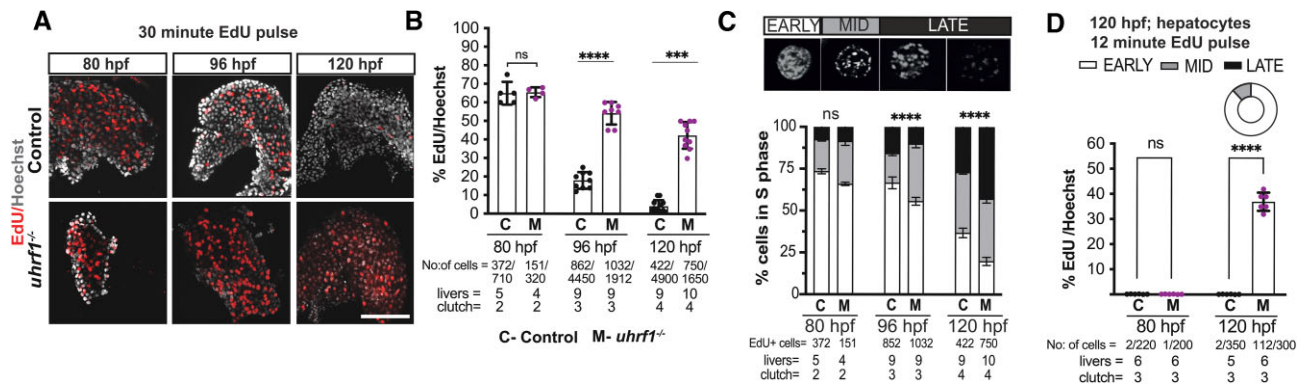 A
30 minute EdU pulse
80 hpf 96 hpf 120 hpf
Control
uhrf1-/-
EdU/Hoechst
B
% EdU/Hoechst
100
90
80
70
60
50
40
30
20
10
0
ns **** ***
C M C M C M
80 hpf 96 hpf 120 hpf
No:of cells = 372/ 151/ 862/ 1032/ 422/ 750/
710 320 4450 1912 4900 1650
livers= 5 4 9 9 9 10
clutch= 2 2 3 3 4 4
C- Control M- uhrf1-/-
C
EARLY MID LATE
% cells in S phase
100
75
50
25
0
ns **** ****
C M C M C M
80 hpf 96 hpf 120 hpf
EdU+ cells= 372 151 852 1032 422 750
livers= 5 4 9 9 9 10
clutch= 2 2 3 3 4 4
D
120 hpf; hepatocytes
12 minute EdU pulse
EARLY MID LATE
% EdU /Hoechst
60
50
40
30
20
10
ns ****
C M C M
80 hpf 120 hpf
No: of cells= 2/220 1/200 2/350 112/300
livers= 6 6 5 6
clutch= 3 3 3 3